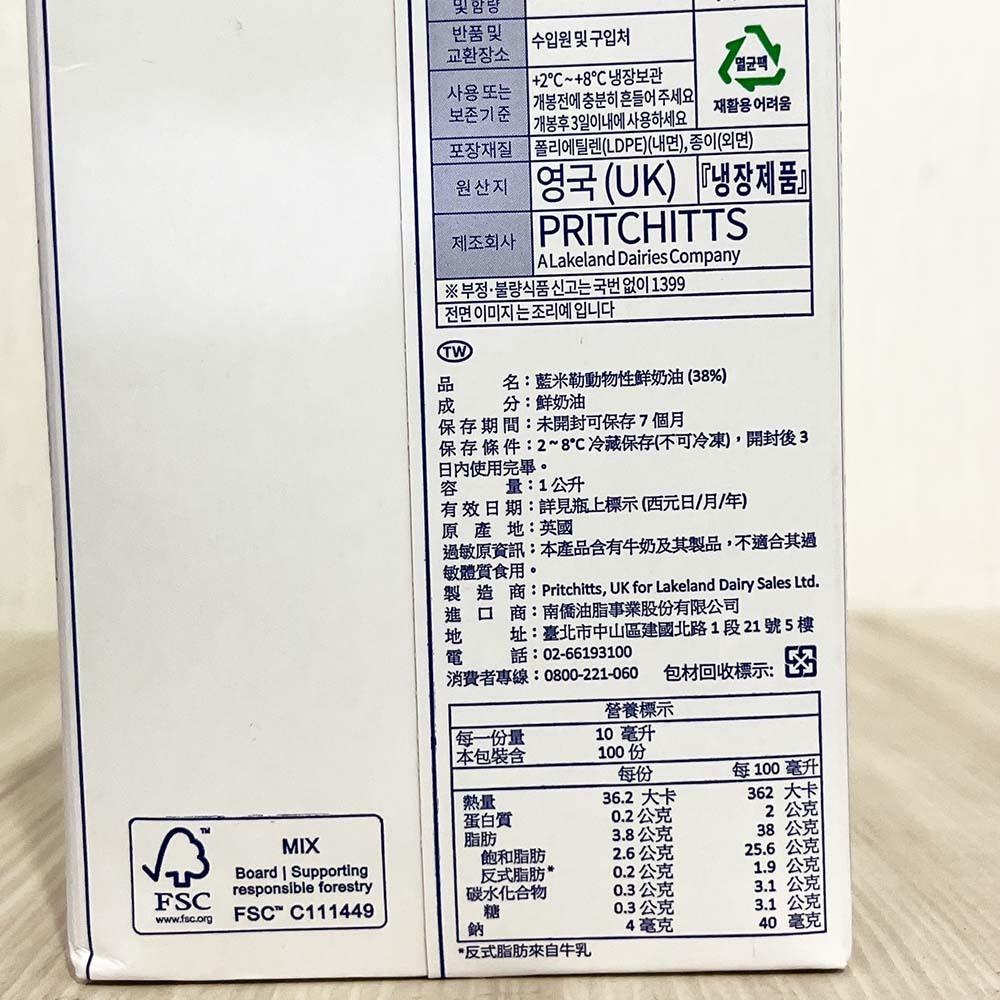 및 함량
반품 및
교환장소
수입원 및 구입처
멸균팩
재활용 어려움
사용 또는
보존기준
+2°C~+8°C 냉장보관
개봉전에 충분히 흔들어 주세요
개봉후 3일이내에 사용하세요
포장재질
폴리에틸렌(LDPE)(내면), 종이(외면)
원산지
영국 (UK)
『냉장제품』
제조회사
PRITCHITTS
A Lakeland Dairies Company
※ 부정·불량식품 신고는 국번 없이 1399
전면 이미지는 조리예 입니다
TW
品 名：藍米勒動物性鮮奶油 (38%)
成 分：鮮奶油
保存期間：未開封可保存 7 個月
保存條件：2 ~ 8°C 冷藏保存(不可冷凍)，開封後 3
日內使用完畢。
容 量：1 公升
有效日期：詳見瓶上標示 (西元日/月/年)
原 產 地：英國
過敏原資訊：本產品含有牛奶及其製品，不適合其過
敏體質食用。
製 造 商：Pritchitts, UK for Lakeland Dairy Sales Ltd.
進 口 商：南僑油脂事業股份有限公司
地 址：臺北市中山區建國北路 1 段 21 號 5 樓
電 話：02-66193100
消費者專線：0800-221-060 包材回收標示:
營養標示
每一份量 10 毫升
本包裝含 100 份
每份 每 100 毫升
熱量 36.2 大卡 362 大卡
蛋白質 0.2 公克 2 公克
脂肪 3.8 公克 38 公克
飽和脂肪 2.6 公克 25.6 公克
反式脂肪* 0.2 公克 1.9 公克
碳水化合物 0.3 公克 3.1 公克
糖 0.3 公克 3.1 公克
鈉 4 毫克 40 毫克
*反式脂肪來自牛乳
™
FSC
www.fsc.org
MIX
Board | Supporting
responsible forestry
FSC™ C111449